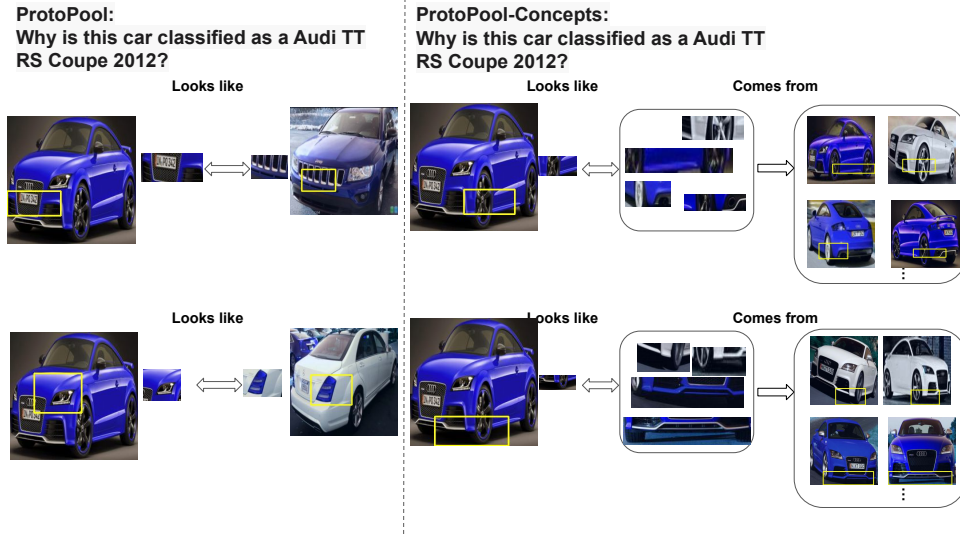 ProtoPool:
Why is this car classified as a Audi TT
RS Coupe 2012?
Looks like
Looks like
ProtoPool-Concepts:
Why is this car classified as a Audi TT
RS Coupe 2012?
Looks like
Comes from
Looks like
Comes from